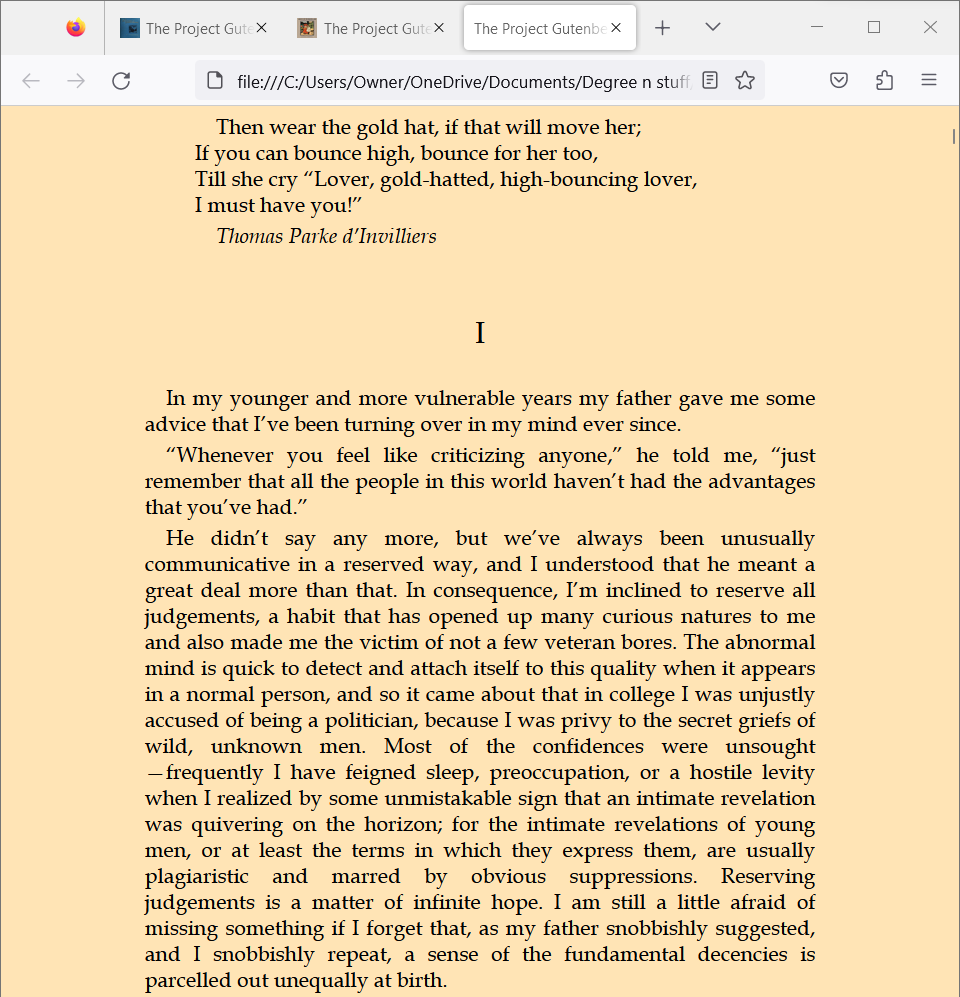 The Project Gute
The Project Gute
The Project Gutenbe
file:///C:/Users/Owner/OneDrive/Documents/Degree n stuff,
Then wear the gold hat, if that will move her;
If you can bounce high, bounce for her too,
Till she cry “Lover, gold-hatted, high-bouncing lover,
I must have you!”
Thomas Parke d’Invilliers
I
In my younger and more vulnerable years my father gave me some
advice that I’ve been turning over in my mind ever since.
“Whenever you feel like criticizing anyone,” he told me, “just
remember that all the people in this world haven’t had the advantages
that you’ve had.”
He didn’t say any more, but we’ve always been unusually
communicative in a reserved way, and I understood that he meant a
great deal more than that. In consequence, I’m inclined to reserve all
judgements, a habit that has opened up many curious natures to me
and also made me the victim of not a few veteran bores. The abnormal
mind is quick to detect and attach itself to this quality when it appears
in a normal person, and so it came about that in college I was unjustly
accused of being a politician, because I was privy to the secret griefs of
wild, unknown men. Most of the confidences were unsought
—frequently I have feigned sleep, preoccupation, or a hostile levity
when I realized by some unmistakable sign that an intimate revelation
was quivering on the horizon; for the intimate revelations of young
men, or at least the terms in which they express them, are usually
plagiaristic and marred by obvious suppressions. Reserving
judgements is a matter of infinite hope. I am still a little afraid of
missing something if I forget that, as my father snobbishly suggested,
and I snobbishly repeat, a sense of the fundamental decencies is
parcelled out unequally at birth.